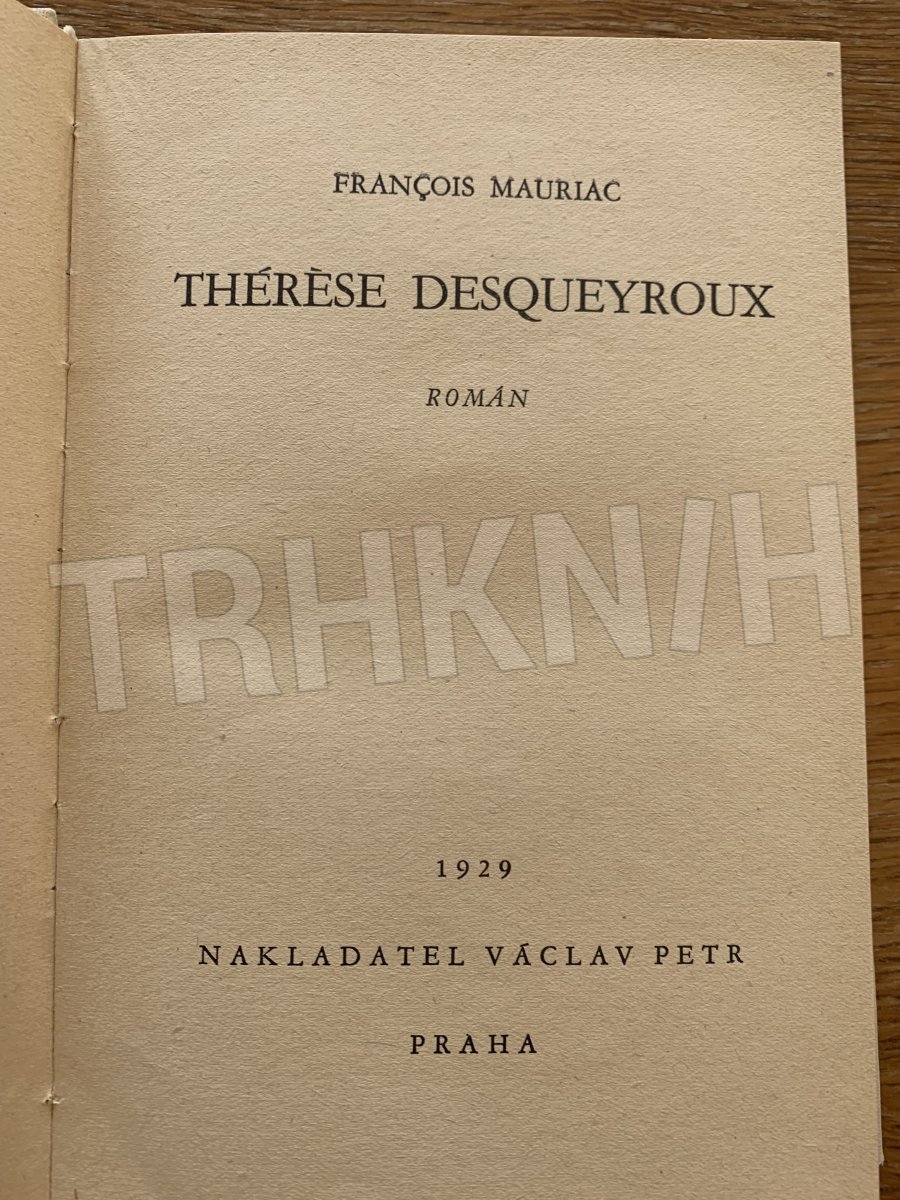 FRANÇOIS MAURIAC
THÉRÈSE DESQUEYROUX
ROMÁN
TRHKNIH
1929
NAKLADATEL VÁCLAV PETR
PRAHA